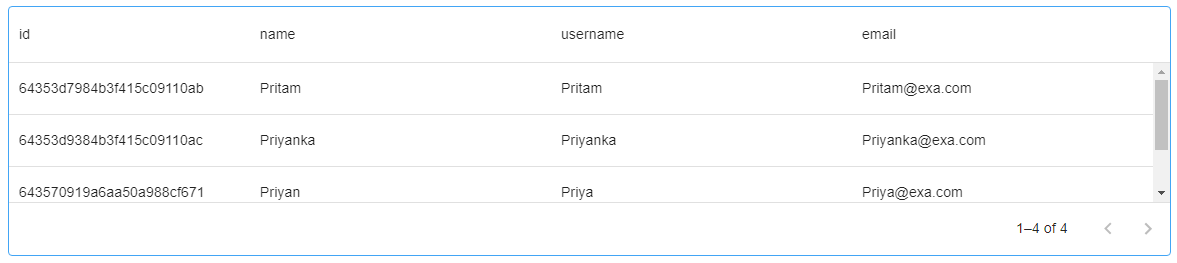 id name username email
64353d7984b3f415c09110ab Pritam Pritam Pritam@exa.com
64353d9384b3f415c09110ac Priyanka Priyanka Priyanka@exa.com
643570919a6aa50a988cf671 Priyan Priya Priya@exa.com
1–4 of 4